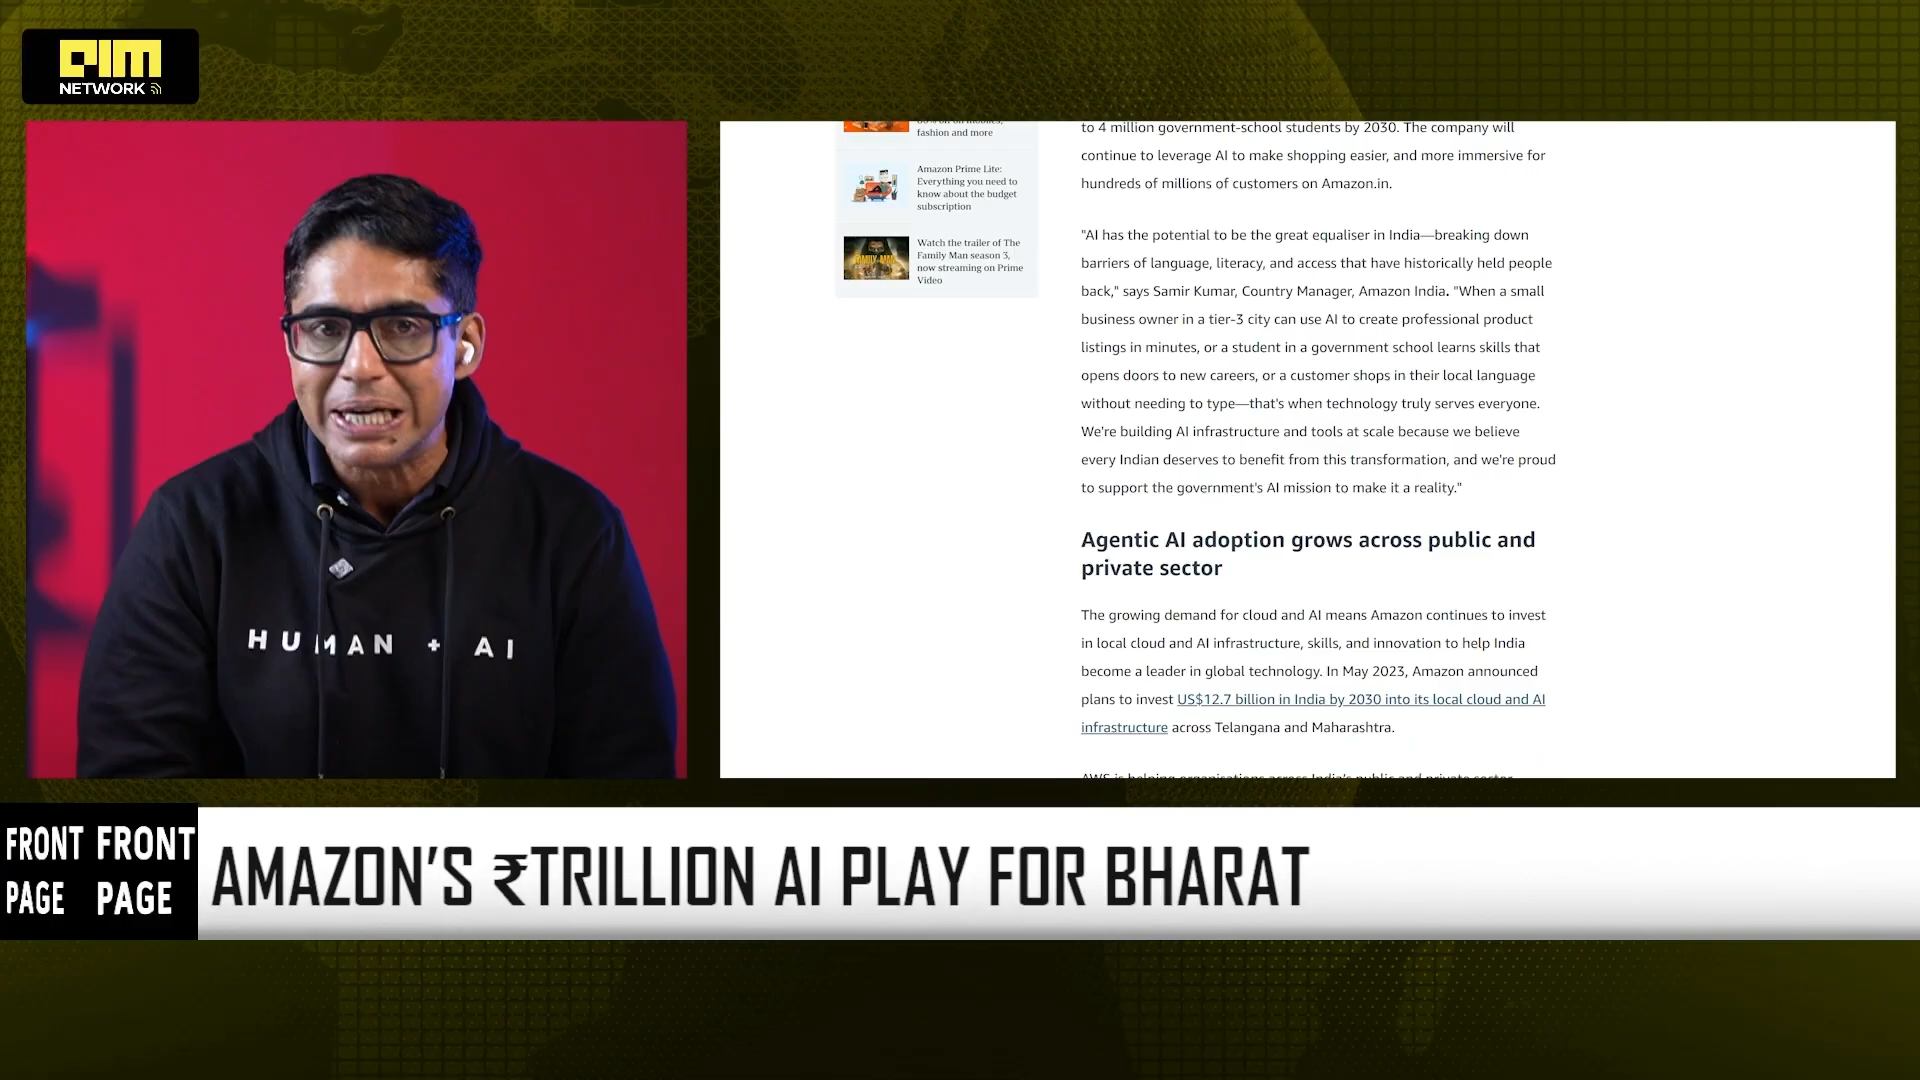 AIM
NETWORK
fashion and more
Amazon Prime Lite:
Everything you need to
know about the budget
subscription
Watch the trailer of The
Family Man season 3,
now streaming on Prime
Video
to 4 million government-school students by 2030. The company will
continue to leverage AI to make shopping easier, and more immersive for
hundreds of millions of customers on Amazon.in.
"AI has the potential to be the great equaliser in India—breaking down
barriers of language, literacy, and access that have historically held people
back," says Samir Kumar, Country Manager, Amazon India. "When a small
business owner in a tier-3 city can use AI to create professional product
listings in minutes, or a student in a government school learns skills that
opens doors to new careers, or a customer shops in their local language
without needing to type—that's when technology truly serves everyone.
We're building AI infrastructure and tools at scale because we believe
every Indian deserves to benefit from this transformation, and we're proud
to support the government's AI mission to make it a reality."
Agentic AI adoption grows across public and
private sector
The growing demand for cloud and AI means Amazon continues to invest
in local cloud and AI infrastructure, skills, and innovation to help India
become a leader in global technology. In May 2023, Amazon announced
plans to invest US$12.7 billion in India by 2030 into its local cloud and AI
infrastructure across Telangana and Maharashtra.
AWS is helping organisations across India's public and private sector
HUMAN + AI
FRONT FRONT
PAGE PAGE
AMAZON'S ₹TRILLION AI PLAY FOR BHARAT